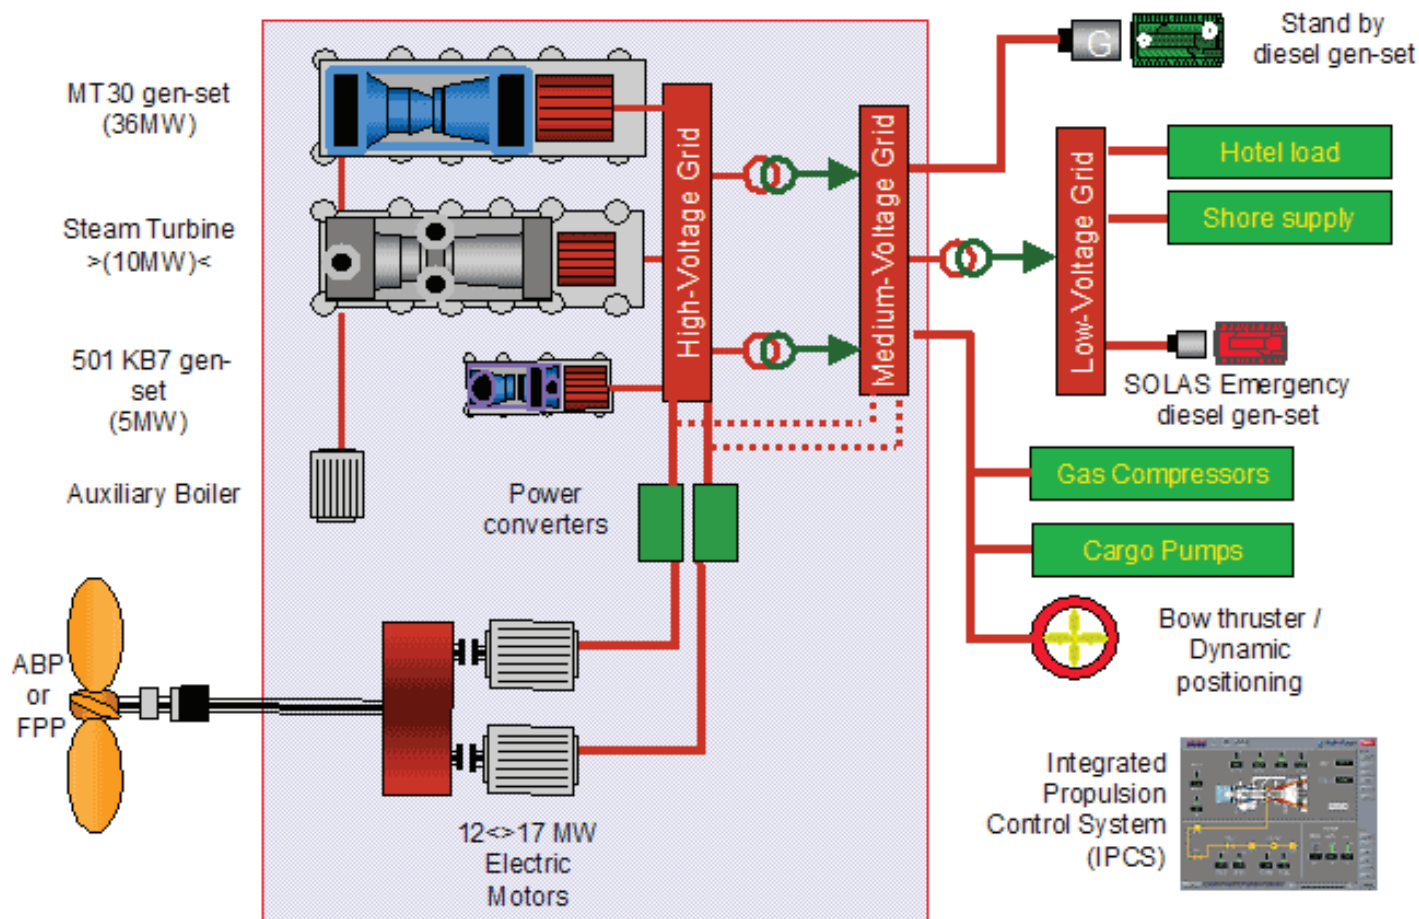 MT30 gen-set
(36MW)
Steam Turbine
>(10MW)<
501 KB7 gen-
set
(5MW)
Auxiliary Boiler
ABP
or
FPP
High-Voltage Grid
Power
converters
12<>17 MW
Electric
Motors
Medium-Voltage Grid
G
Stand by
diesel gen-set
Low-Voltage Grid
Hotel load
Shore supply
SOLAS Emergency
diesel gen-set
Gas Compressors
Cargo Pumps
Bow thruster /
Dynamic
positioning
Integrated
Propulsion
Control System
(IPCS)